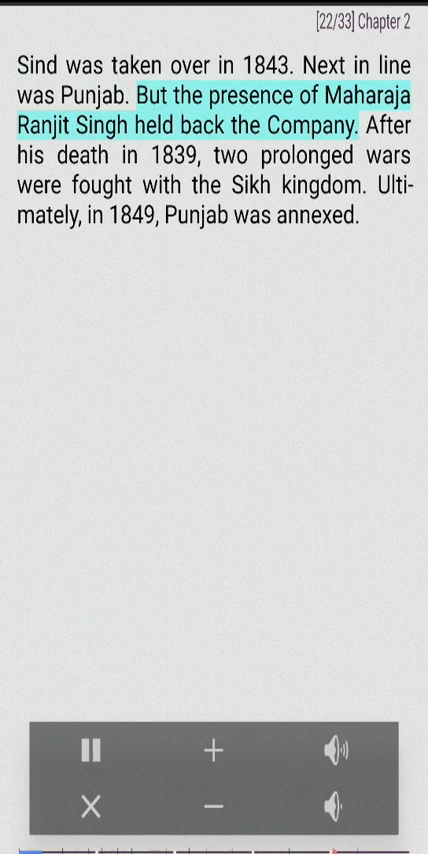 [22/33] Chapter 2
Sind was taken over in 1843. Next in line
was Punjab. But the presence of Maharaja
Ranjit Singh held back the Company. After
his death in 1839, two prolonged wars
were fought with the Sikh kingdom. Ulti-
mately, in 1849, Punjab was annexed.